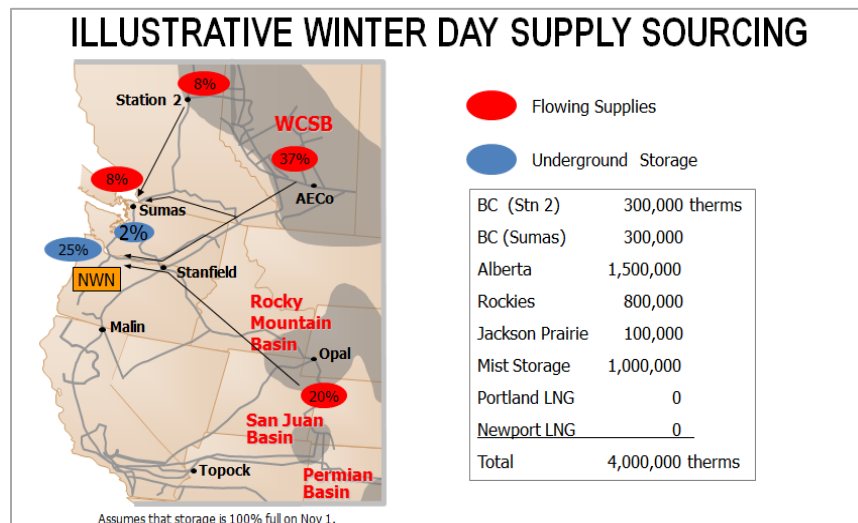 ILLUSTRATIVE WINTER DAY SUPPLY SOURCING
8%
Station 2
WCSB
37%
8%
AECo
Sumas
2%
25%
Stanfield
NWN
Rocky
Mountain
Basin
Malin
Opal
20%
San Juan
Basin
Topock
Permian
Basin
Assumes that storage is 100% full on Nov 1.
Flowing Supplies
Underground Storage
BC (Stn 2) 300,000 therms
BC (Sumas) 300,000
Alberta 1,500,000
Rockies 800,000
Jackson Prairie 100,000
Mist Storage 1,000,000
Portland LNG 0
Newport LNG 0
Total 4,000,000 therms